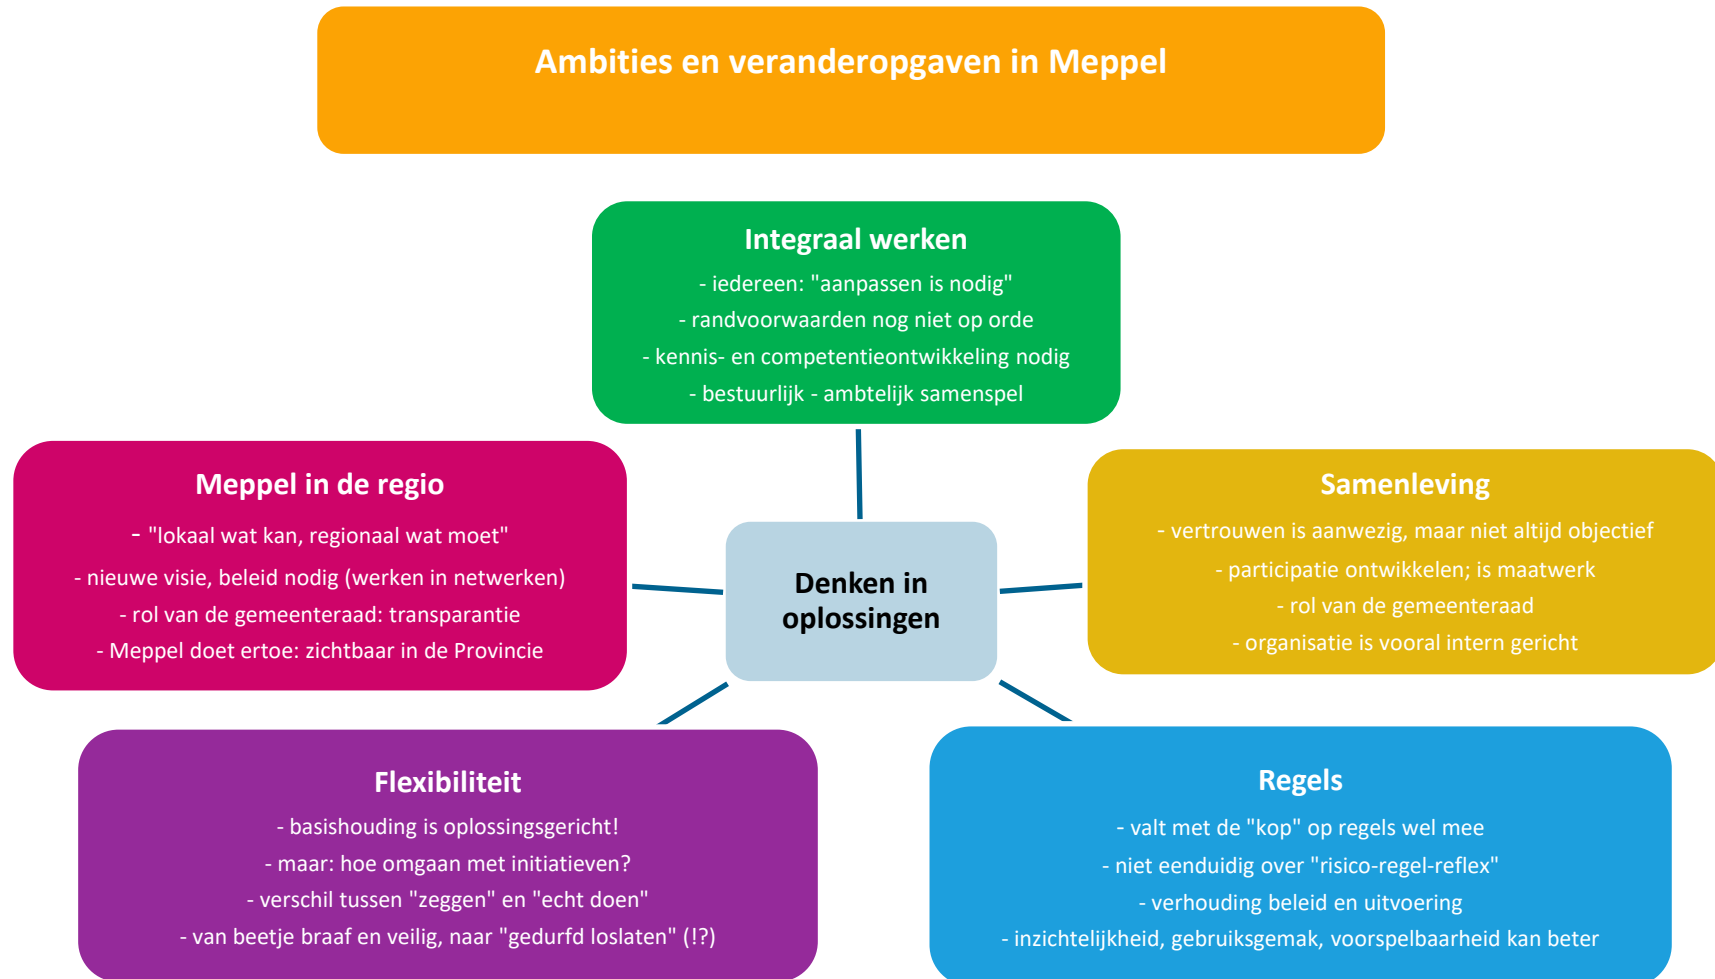 Ambities en veranderopgaven in Meppel
Integraal werken
- iedereen: "aanpassen is nodig"
- randvoorwaarden nog niet op orde
- kennis- en competentieontwikkeling nodig
- bestuurlijk - ambtelijk samenspel
Meppel in de regio
- "lokaal wat kan, regionaal wat moet"
- nieuwe visie, beleid nodig (werken in netwerken)
- rol van de gemeenteraad: transparantie
- Meppel doet ertoe: zichtbaar in de Provincie
Denken in
oplossingen
Samenleving
- vertrouwen is aanwezig, maar niet altijd objectief
- participatie ontwikkelen; is maatwerk
- rol van de gemeenteraad
- organisatie is vooral intern gericht
Flexibiliteit
- basishouding is oplossingsgericht!
- maar: hoe omgaan met initiatieven?
- verschil tussen "zeggen" en "echt doen"
- van beetje braaf en veilig, naar "gedurfd loslaten" (!?)
Regels
- valt met de "kop" op regels wel mee
- niet eenduidig over "risico-regel-reflex"
- verhouding beleid en uitvoering
- inzichtelijkheid, gebruiksgemak, voorspelbaarheid kan beter